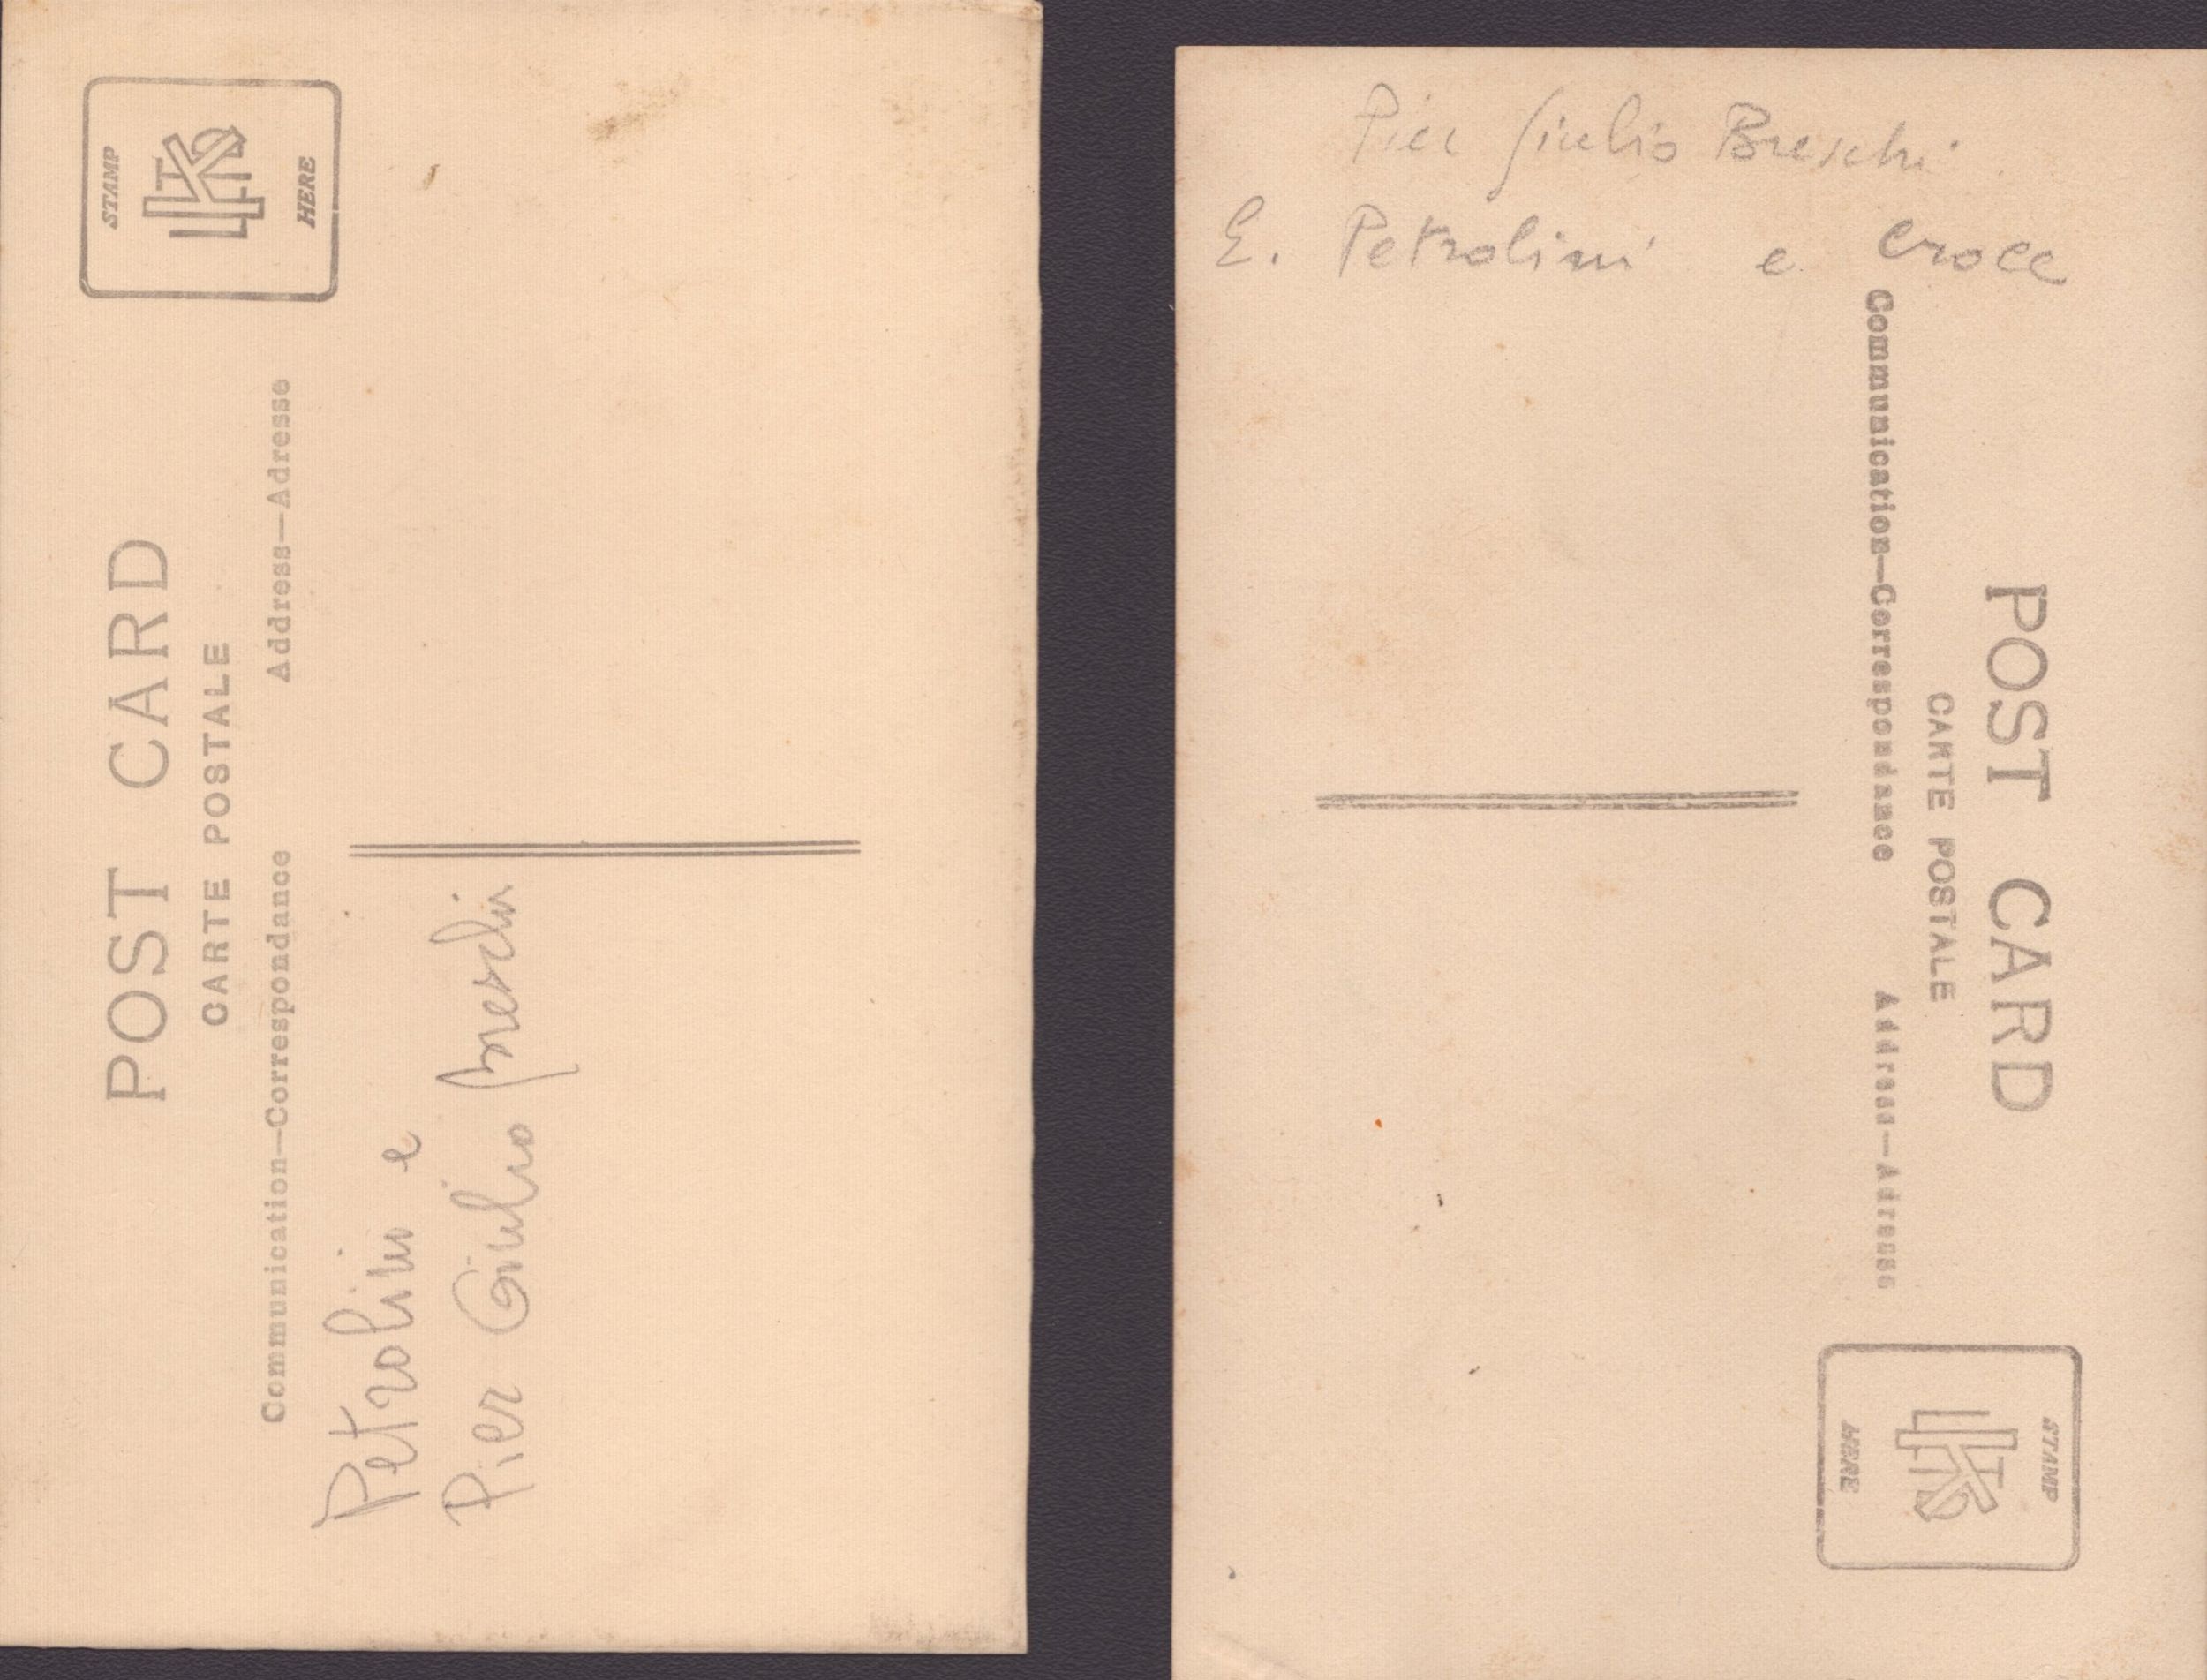 POST CARD
CARTE POSTALE
Communication—Correspondance
Address—Adresse
STAMP
HERE
Petrolini e
Pier Giulio Breschi
Pier Giulio Breschi
E. Petrolini e Croce
POST CARD
CARTE POSTALE
Communication—Correspondance
Address—Adresse
STAMP
HERE